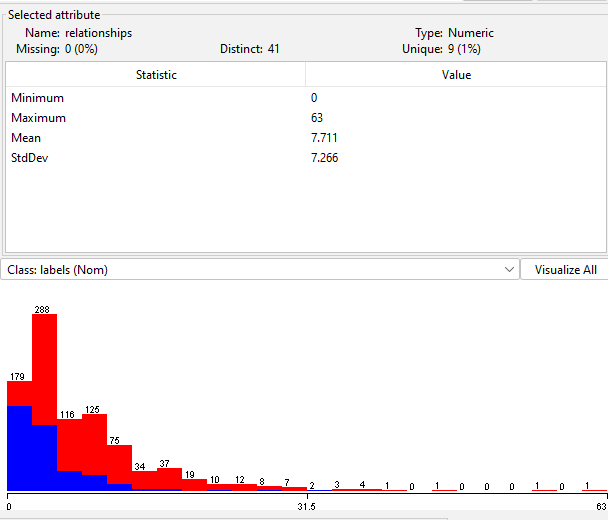 Selected attribute
Name: relationships Type: Numeric
Missing: 0 (0%) Distinct: 41 Unique: 9 (1%)
Statistic Value
Minimum 0
Maximum 63
Mean 7.711
StdDev 7.266
Class: labels (Nom) Visualize All
288
179
116 125
75
34 37
19 10 12 8 7 2 3 4 1 0 1 0 0 0 1 0 1
0 31.5 63